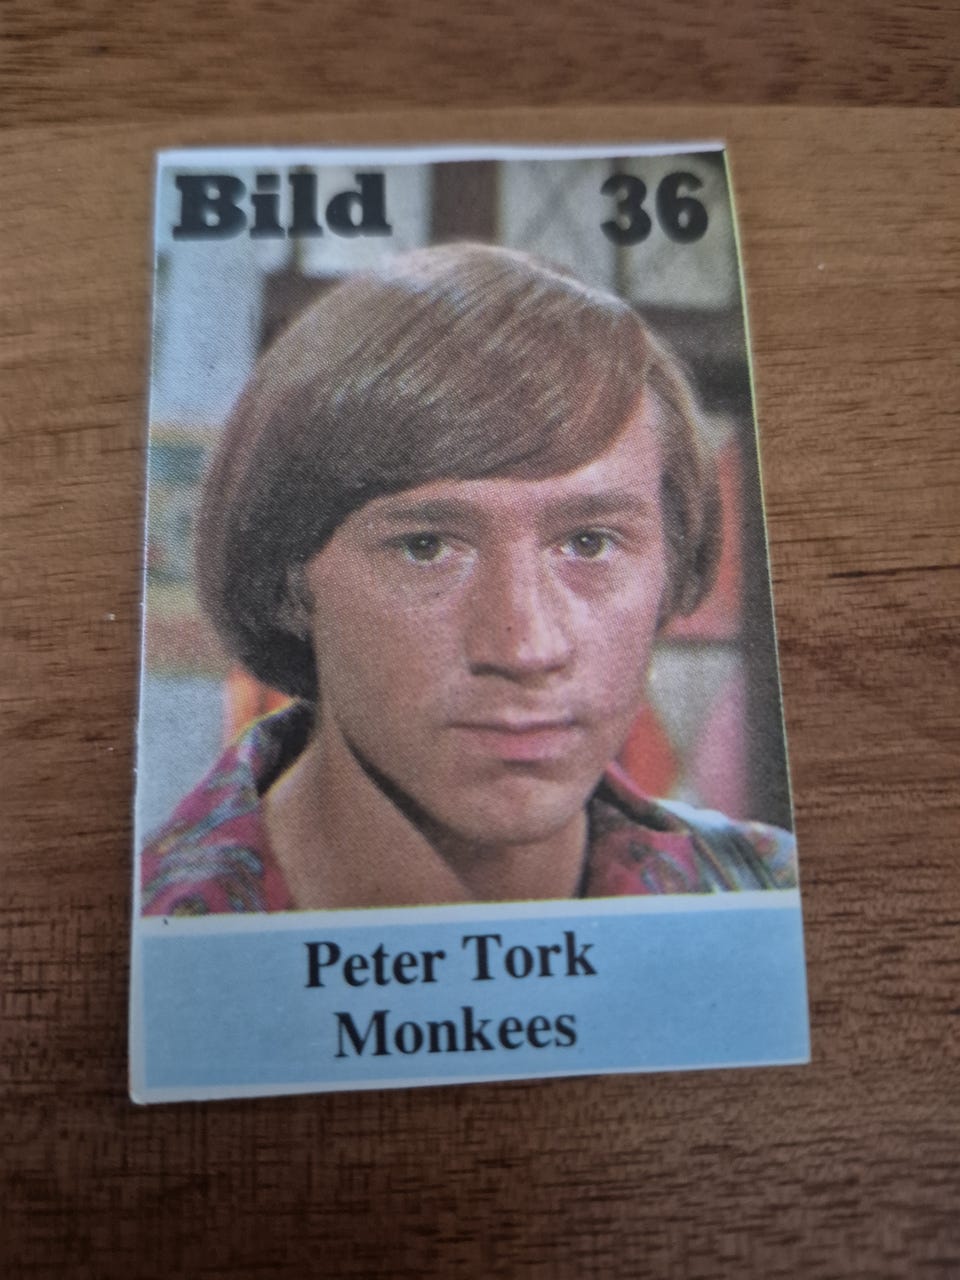 Bild 36
Peter Tork
Monkees